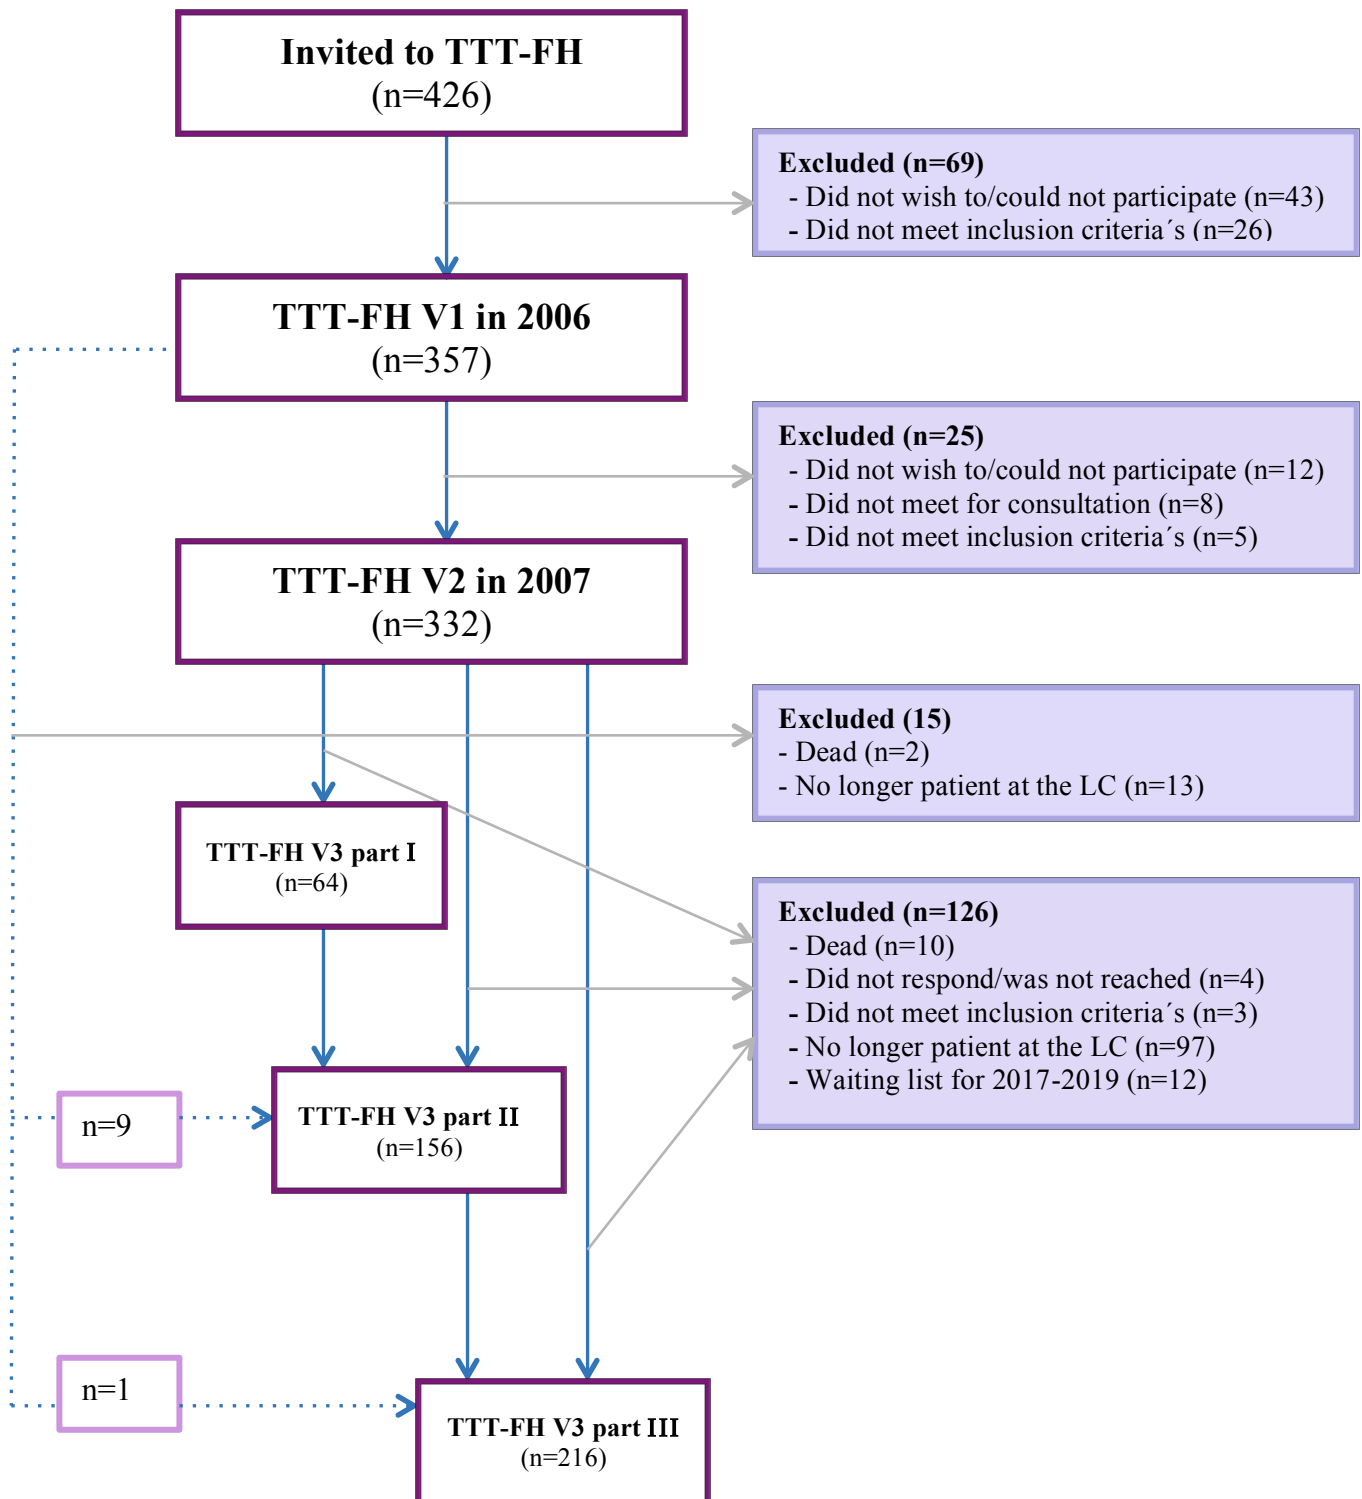 Invited to TTT-FH
(n=426)
Excluded (n=69)
- Did not wish to/could not participate (n=43)
- Did not meet inclusion criteria´s (n=26)
TTT-FH V1 in 2006
(n=357)
Excluded (n=25)
- Did not wish to/could not participate (n=12)
- Did not meet for consultation (n=8)
- Did not meet inclusion criteria´s (n=5)
TTT-FH V2 in 2007
(n=332)
Excluded (15)
- Dead (n=2)
- No longer patient at the LC (n=13)
TTT-FH V3 part I
(n=64)
Excluded (n=126)
- Dead (n=10)
- Did not respond/was not reached (n=4)
- Did not meet inclusion criteria´s (n=3)
- No longer patient at the LC (n=97)
- Waiting list for 2017-2019 (n=12)
n=9
TTT-FH V3 part II
(n=156)
n=1
TTT-FH V3 part III
(n=216)